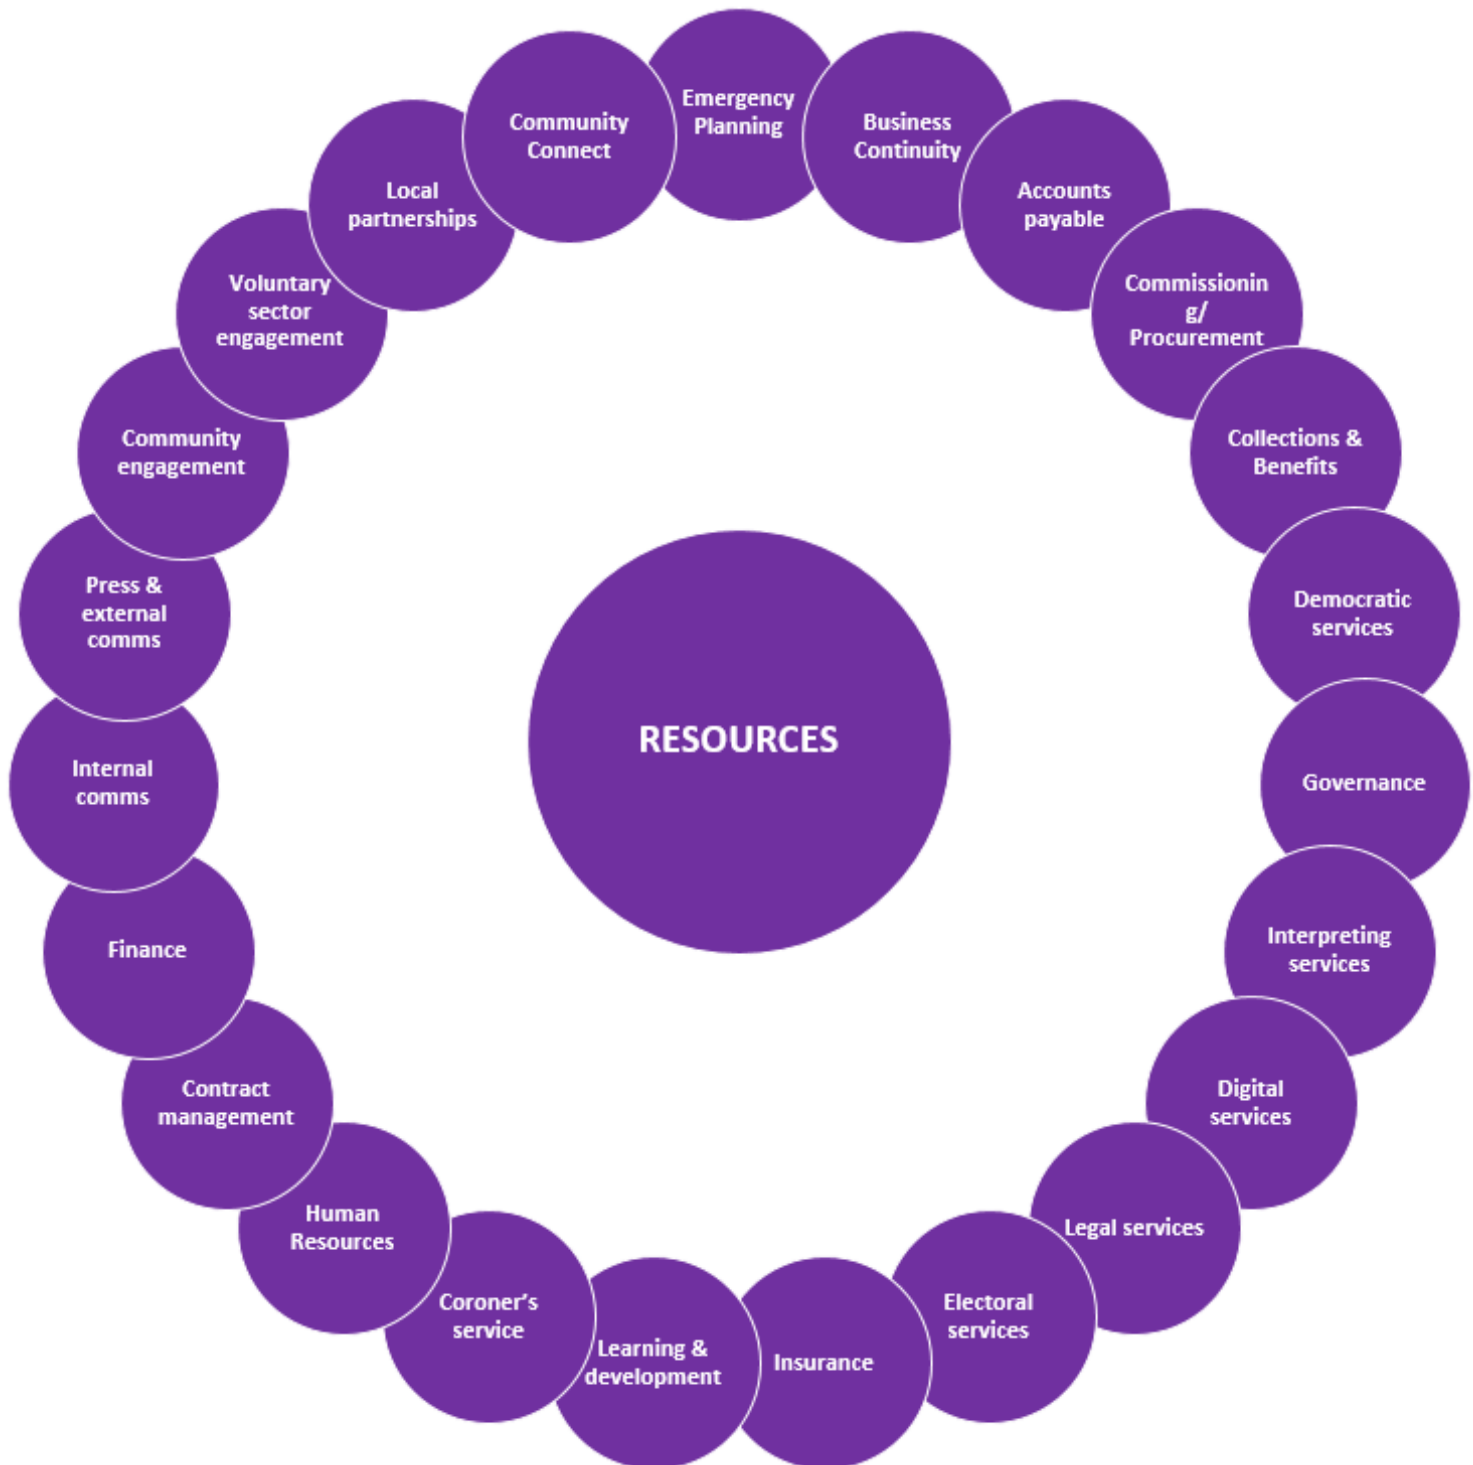 Emergency
Planning
Business
Continuity
Accounts
payable
Commissionin
g/
Procurement
Collections &
Benefits
Democratic
services
Governance
Interpreting
services
Digital
services
Legal services
Electoral
services
Insurance
Learning &
development
Coroner’s
service
Human
Resources
Contract
management
Finance
Internal
comms
Press &
external
comms
Community
engagement
Voluntary
sector
engagement
Local
partnerships
Community
Connect
RESOURCES